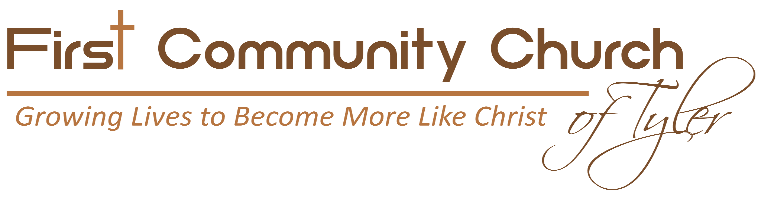 First Community Church
of Tyler
Growing Lives to Become More Like Christ